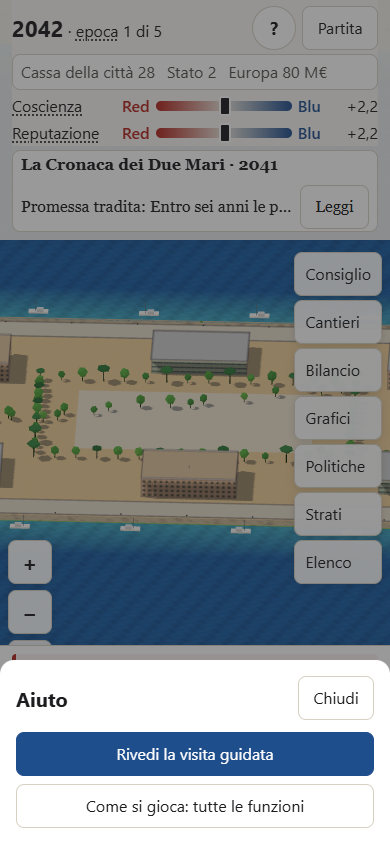 2042 · epoca 1 di 5
?
Partita
Cassa della città 28 Stato 2 Europa 80 M€
Coscienza Red Blu +2,2
Reputazione Red Blu +2,2
La Cronaca dei Due Mari · 2041
Promessa tradita: Entro sei anni le p...
Leggi
Consiglio
Cantieri
Bilancio
Grafici
Politiche
Strati
Elenco
+
–
Aiuto
Chiudi
Rivedi la visita guidata
Come si gioca: tutte le funzioni